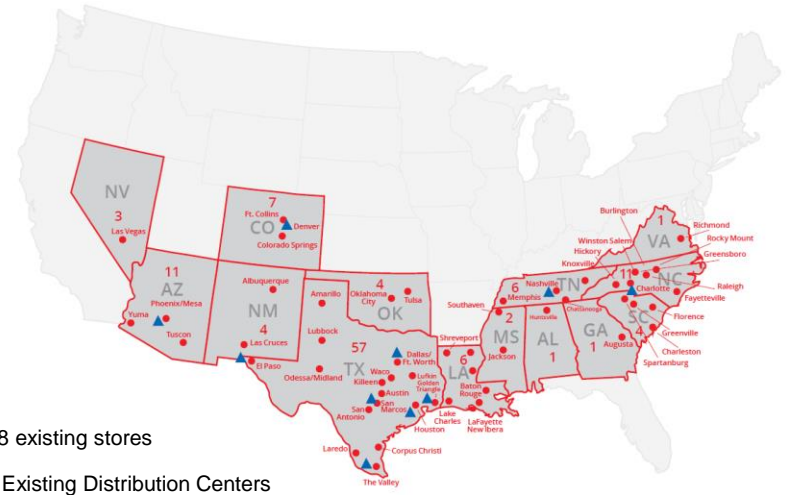 NV
3
Las Vegas
7
Ft. Collins
CO
Denver
Colorado Springs
11
AZ
Phoenix/Mesa
Yuma
Tuscon
Albuquerque
NM
4
Las Cruces
El Paso
4
Oklahoma
City
OK
Tulsa
Amarillo
Lubbock
57
TX
Dallas/
Ft. Worth
Odessa/Midland
Waco
Killeen
Lufkin
Golden
Triangle
Austin
San
Marcos
San
Antonio
Houston
Laredo
Corpus Christi
The Valley
Shreveport
6
LA
Baton
Rouge
Lake
Charles
LaFayette
New Ibera
Southaven
2
MS
Jackson
6
Memphis
Nashville
TN
Chattanooga
Knoxville
Huntsville
AL
1
GA
1
Augusta
Hickory
Winston Salem
Burlington
1
VA
Richmond
Rocky Mount
Greensboro
11
NC
Charlotte
Raleigh
Fayetteville
SC
4
Florence
Greenville
Charleston
Spartanburg
8 existing stores
Existing Distribution Centers